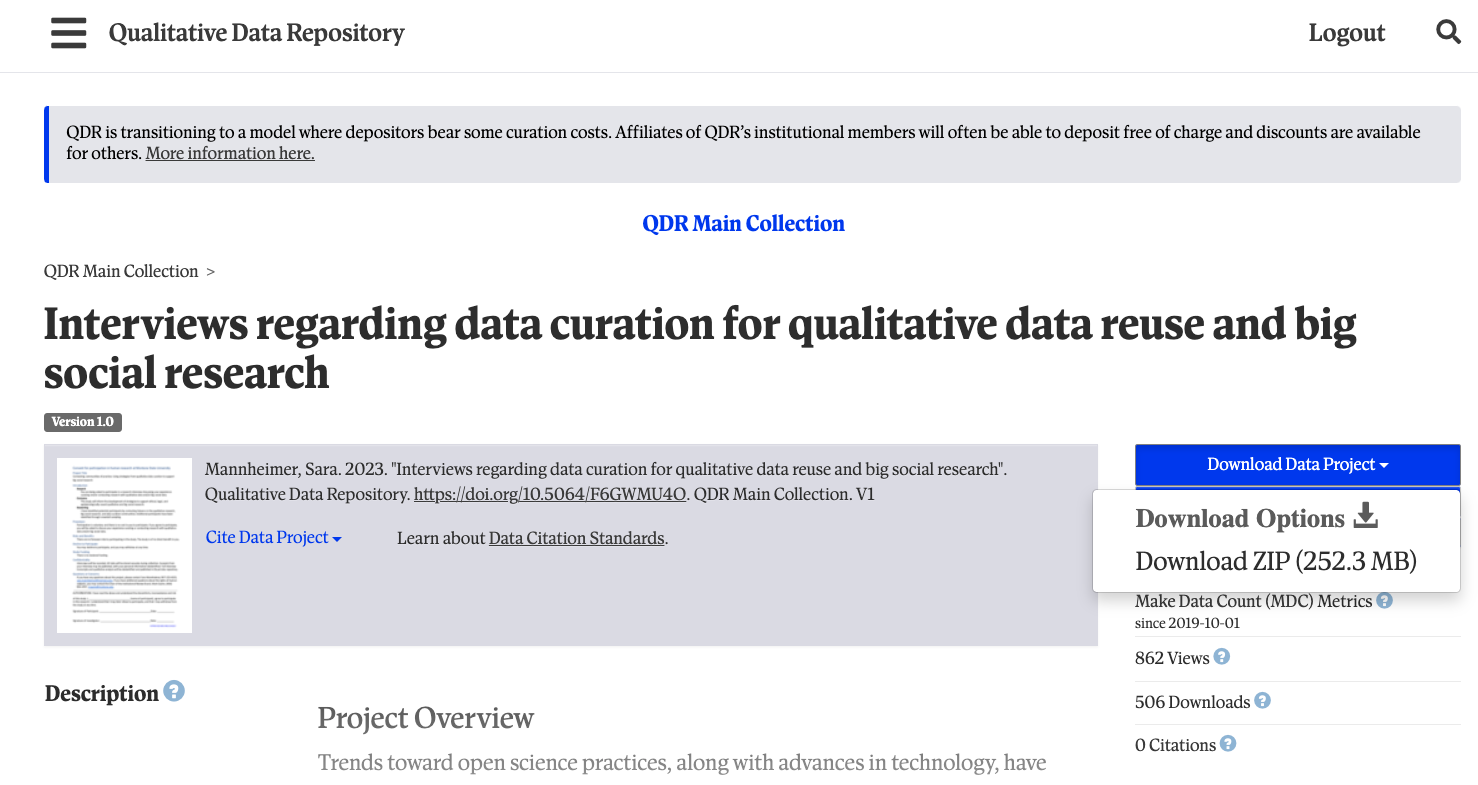 Qualitative Data Repository
Logout
QDR is transitioning to a model where depositors bear some curation costs. Affiliates of QDR’s institutional members will often be able to deposit free of charge and discounts are available
for others. More information here.
QDR Main Collection
QDR Main Collection >
Interviews regarding data curation for qualitative data reuse and big
social research
Version 1.0
Mannheimer, Sara. 2023. "Interviews regarding data curation for qualitative data reuse and big social research".
Qualitative Data Repository. https://doi.org/10.5064/F6GWMU4O. QDR Main Collection. V1
Cite Data Project
Learn about Data Citation Standards.
Download Data Project
Download Options
Download ZIP (252.3 MB)
Make Data Count (MDC) Metrics ?
since 2019-10-01
862 Views ?
506 Downloads ?
0 Citations ?
Description ?
Project Overview
Trends toward open science practices, along with advances in technology, have